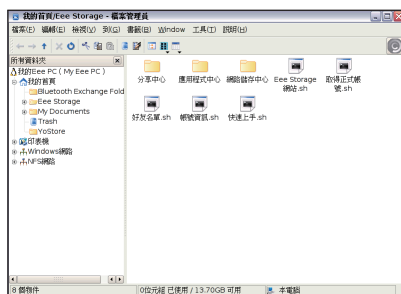 我的首頁/Eee Storage - 檔案管理員
檔案(F) 編輯(E) 檢視(V) 到(G) 書籤(B) Window 工具(T) 說明(H)
所有資料夾
我的Eee PC ( My Eee PC )
我的首頁
Bluetooth Exchange Fold
Eee Storage
My Documents
Trash
YoStore
印表機
Windows網路
NFS網路
分享中心
應用程式中心
網路儲存中心
Eee Storage 網站.sh
取得正式帳號.sh
好友名單.sh
帳號資訊.sh
快速上手.sh
8 個物件
0位元組 已使用 / 13.70GB 可用
本電腦